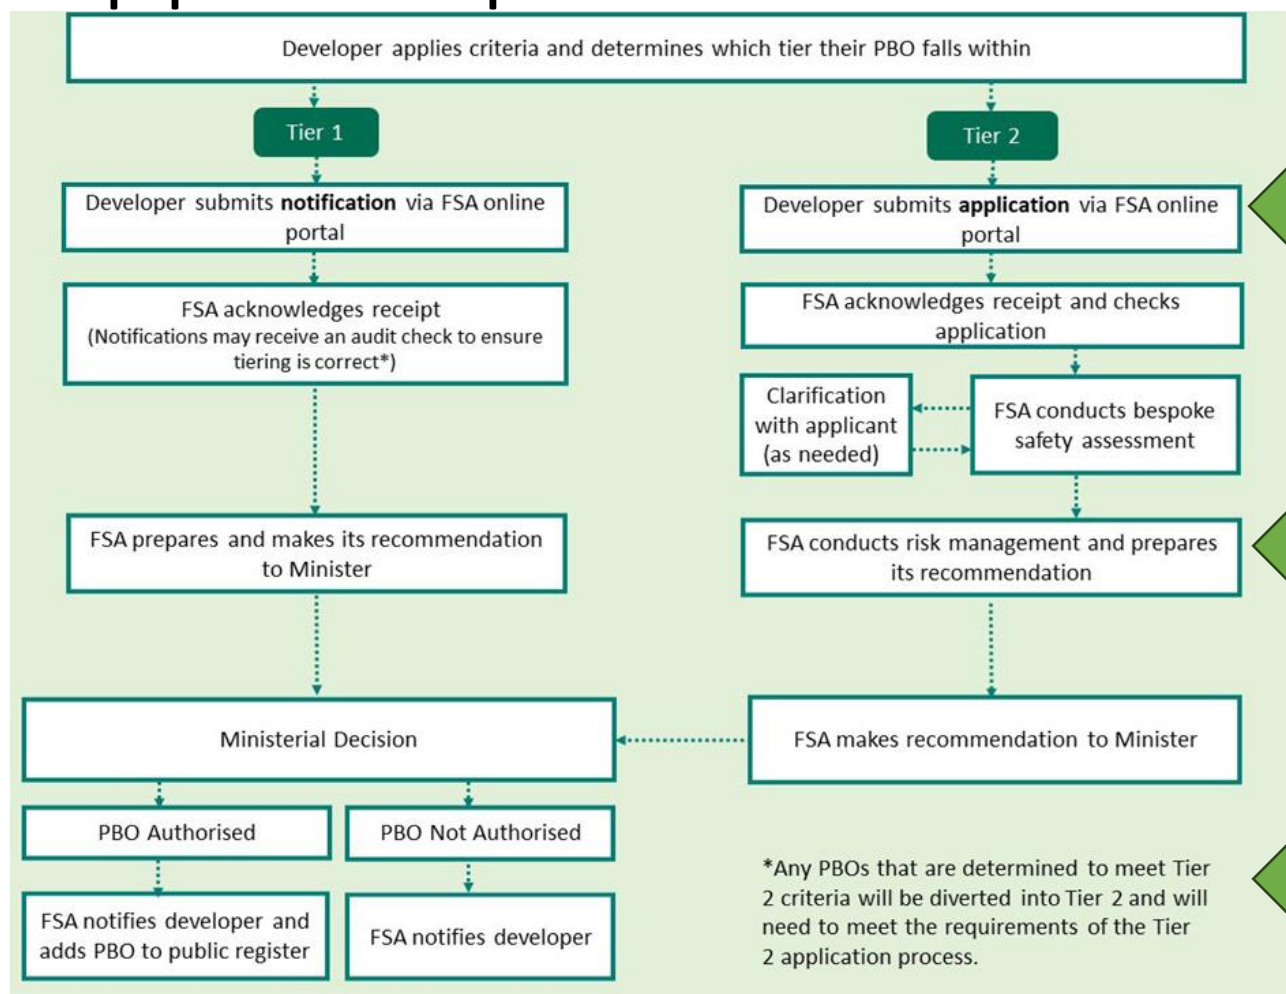 Developer applies criteria and determines which tier their PBO falls within
Tier 1
Tier 2
Developer submits notification via FSA online
portal
Developer submits application via FSA online
portal
FSA acknowledges receipt
(Notifications may receive an audit check to ensure
tiering is correct*)
FSA acknowledges receipt and checks
application
Clarification
with applicant
(as needed)
FSA conducts bespoke
safety assessment
FSA prepares and makes its recommendation
to Minister
FSA conducts risk management and prepares
its recommendation
Ministerial Decision
FSA makes recommendation to Minister
PBO Authorised
PBO Not Authorised
FSA notifies developer and
adds PBO to public register
FSA notifies developer
*Any PBOs that are determined to meet Tier
2 criteria will be diverted into Tier 2 and will
need to meet the requirements of the Tier
2 application process.